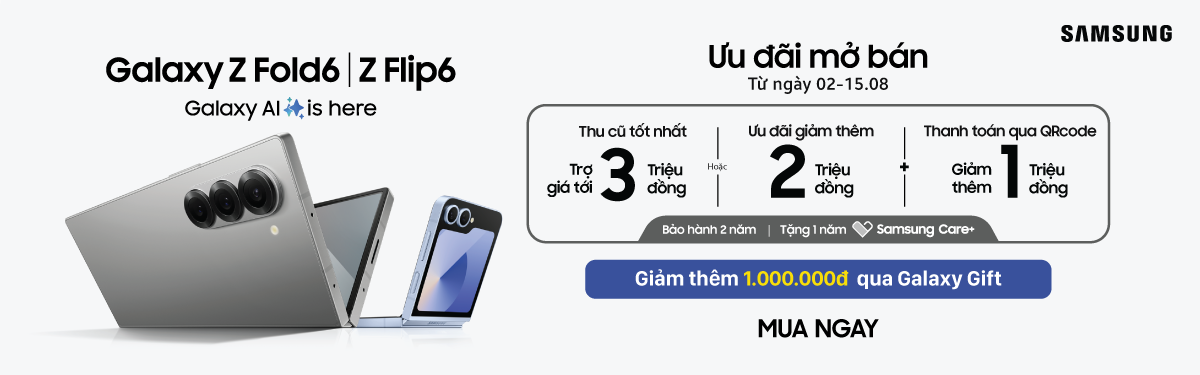 SAMSUNG
Galaxy Z Fold6 | Z Flip6
Galaxy AI is here
Ưu đãi mở bán
Từ ngày 02-15.08
Thu cũ tốt nhất
Trợ giá tới 3 Triệu đồng
Hoặc
Ưu đãi giảm thêm
2 Triệu đồng
+
Thanh toán qua QRcode
Giảm thêm 1 Triệu đồng
Bảo hành 2 năm | Tặng 1 năm Samsung Care+
Giảm thêm 1.000.000đ qua Galaxy Gift
MUA NGAY